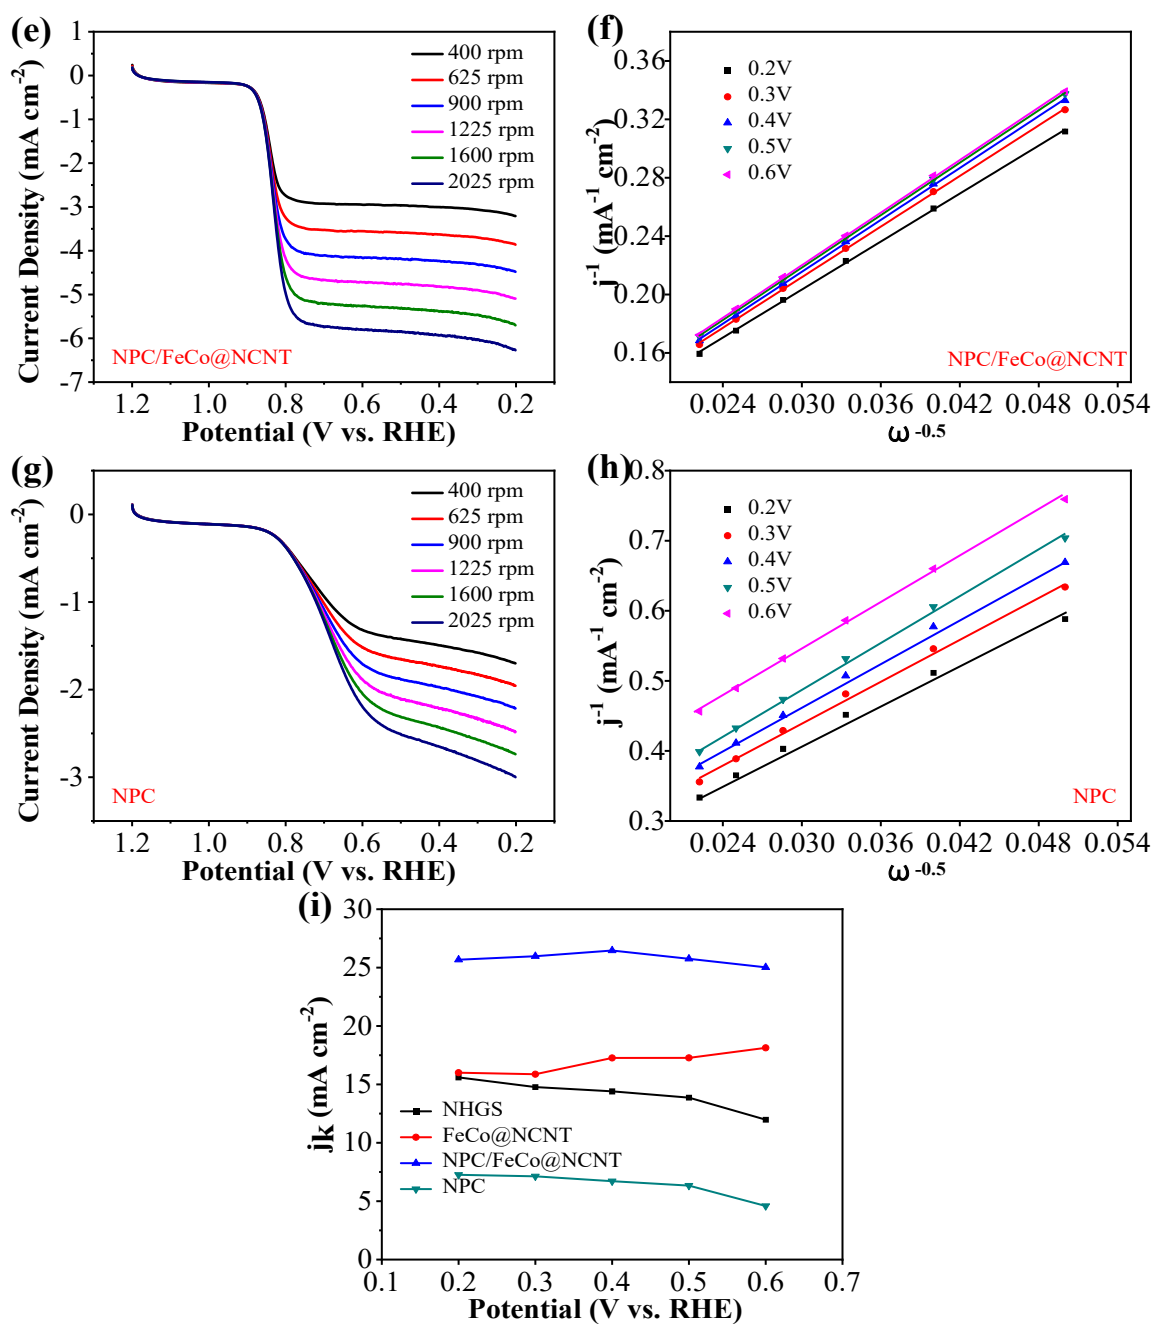 (e)
1
0
-1
-2
-3
-4
-5
-6
-7
Current Density (mA cm-2)
400 rpm
625 rpm
900 rpm
1225 rpm
1600 rpm
2025 rpm
NPC/FeCo@NCNT
1.2 1.0 0.8 0.6 0.4 0.2
Potential (V vs. RHE)
(f)
0.36
0.32
0.28
0.24
0.20
0.16
j-1 (mA-1 cm-2)
0.2V
0.3V
0.4V
0.5V
0.6V
NPC/FeCo@NCNT
0.024 0.030 0.036 0.042 0.048 0.054
ω-0.5
(g)
0
-1
-2
-3
Current Density (mA cm-2)
400 rpm
625 rpm
900 rpm
1225 rpm
1600 rpm
2025 rpm
NPC
1.2 1.0 0.8 0.6 0.4 0.2
Potential (V vs. RHE)
(h)
0.8
0.7
0.6
0.5
0.4
0.3
j-1 (mA-1 cm-2)
0.2V
0.3V
0.4V
0.5V
0.6V
NPC
0.024 0.030 0.036 0.042 0.048 0.054
ω-0.5
(i)
30
25
20
15
10
5
0
jk (mA cm-2)
NHGS
FeCo@NCNT
NPC/FeCo@NCNT
NPC
0.1 0.2 0.3 0.4 0.5 0.6 0.7
Potential (V vs. RHE)